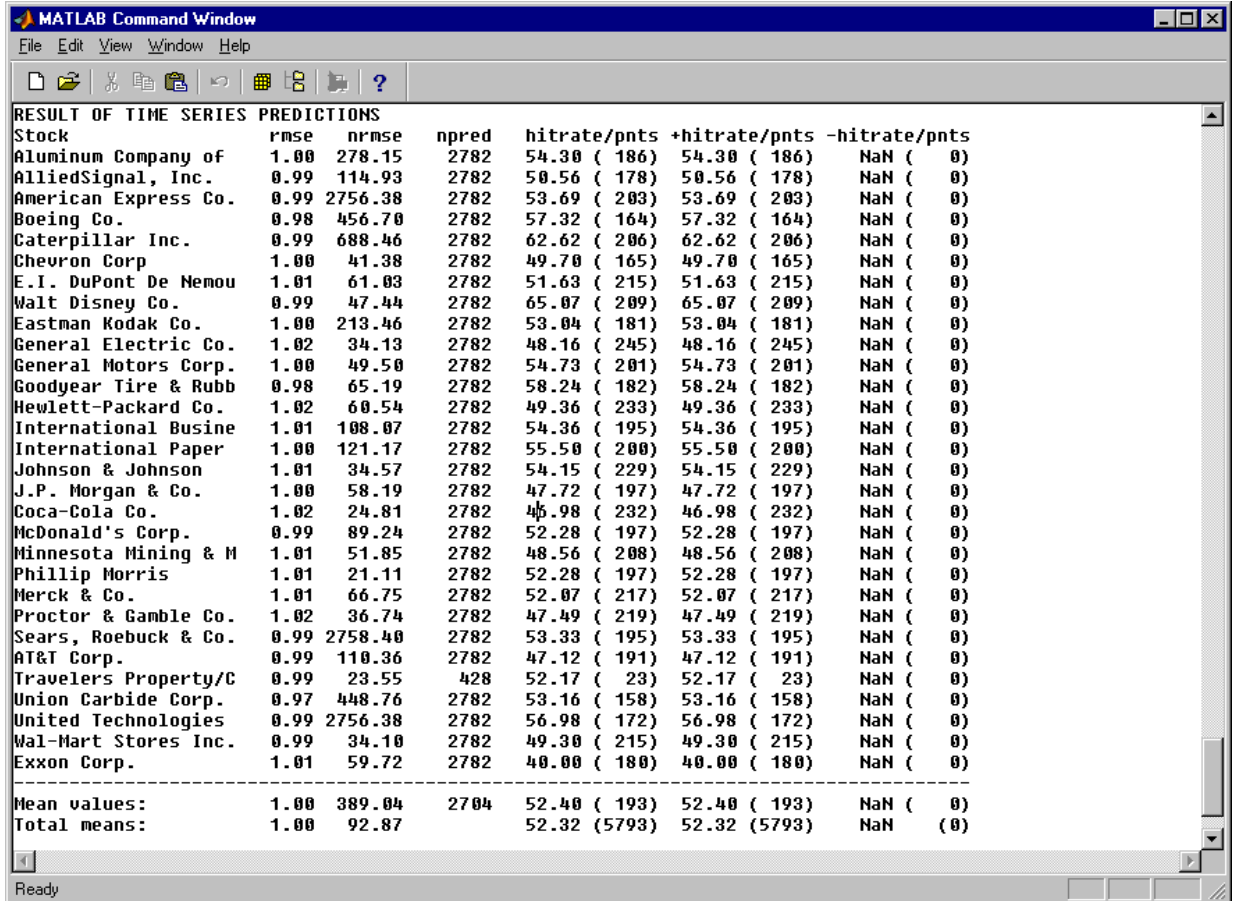 MATLAB Command Window
File Edit View Window Help
RESULT OF TIME SERIES PREDICTIONS
Stock rmse nrmse npred hitrate/pnts +hitrate/pnts -hitrate/pnts
Aluminum Company of 1.00 278.15 2782 54.30 ( 186) 54.30 ( 186) NaN ( 0)
AlliedSignal, Inc. 0.99 114.93 2782 50.56 ( 178) 50.56 ( 178) NaN ( 0)
American Express Co. 0.99 2756.38 2782 53.69 ( 203) 53.69 ( 203) NaN ( 0)
Boeing Co. 0.98 456.70 2782 57.32 ( 164) 57.32 ( 164) NaN ( 0)
Caterpillar Inc. 0.99 688.46 2782 62.62 ( 206) 62.62 ( 206) NaN ( 0)
Chevron Corp 1.00 41.38 2782 49.70 ( 165) 49.70 ( 165) NaN ( 0)
E.I. DuPont De Nemou 1.01 61.03 2782 51.63 ( 215) 51.63 ( 215) NaN ( 0)
Walt Disney Co. 0.99 47.44 2782 65.07 ( 209) 65.07 ( 209) NaN ( 0)
Eastman Kodak Co. 1.00 213.46 2782 53.04 ( 181) 53.04 ( 181) NaN ( 0)
General Electric Co. 1.02 34.13 2782 48.16 ( 245) 48.16 ( 245) NaN ( 0)
General Motors Corp. 1.00 49.50 2782 54.73 ( 201) 54.73 ( 201) NaN ( 0)
Goodyear Tire & Rubb 0.98 65.19 2782 58.24 ( 182) 58.24 ( 182) NaN ( 0)
Hewlett-Packard Co. 1.02 60.54 2782 49.36 ( 233) 49.36 ( 233) NaN ( 0)
International Busine 1.01 108.07 2782 54.36 ( 195) 54.36 ( 195) NaN ( 0)
International Paper 1.00 121.17 2782 55.50 ( 200) 55.50 ( 200) NaN ( 0)
Johnson & Johnson 1.01 34.57 2782 54.15 ( 229) 54.15 ( 229) NaN ( 0)
J.P. Morgan & Co. 1.00 58.19 2782 47.72 ( 197) 47.72 ( 197) NaN ( 0)
Coca-Cola Co. 1.02 24.81 2782 46.98 ( 232) 46.98 ( 232) NaN ( 0)
McDonald's Corp. 0.99 89.24 2782 52.28 ( 197) 52.28 ( 197) NaN ( 0)
Minnesota Mining & M 1.01 51.85 2782 48.56 ( 208) 48.56 ( 208) NaN ( 0)
Phillip Morris 1.01 21.11 2782 52.28 ( 197) 52.28 ( 197) NaN ( 0)
Merck & Co. 1.01 66.75 2782 52.07 ( 217) 52.07 ( 217) NaN ( 0)
Proctor & Gamble Co. 1.02 36.74 2782 47.49 ( 219) 47.49 ( 219) NaN ( 0)
Sears, Roebuck & Co. 0.99 2758.40 2782 53.33 ( 195) 53.33 ( 195) NaN ( 0)
AT&T Corp. 0.99 110.36 2782 47.12 ( 191) 47.12 ( 191) NaN ( 0)
Travelers Property/C 0.99 23.55 428 52.17 ( 23) 52.17 ( 23) NaN ( 0)
Union Carbide Corp. 0.97 448.76 2782 53.16 ( 158) 53.16 ( 158) NaN ( 0)
United Technologies 0.99 2756.38 2782 56.98 ( 172) 56.98 ( 172) NaN ( 0)
Wal-Mart Stores Inc. 0.99 34.10 2782 49.30 ( 215) 49.30 ( 215) NaN ( 0)
Exxon Corp. 1.01 59.72 2782 40.00 ( 180) 40.00 ( 180) NaN ( 0)
--------------------------------------------------------------------------------
Mean values: 1.00 389.04 2704 52.40 ( 193) 52.40 ( 193) NaN ( 0)
Total means: 1.00 92.87 52.32 (5793) 52.32 (5793) NaN (0)
Ready